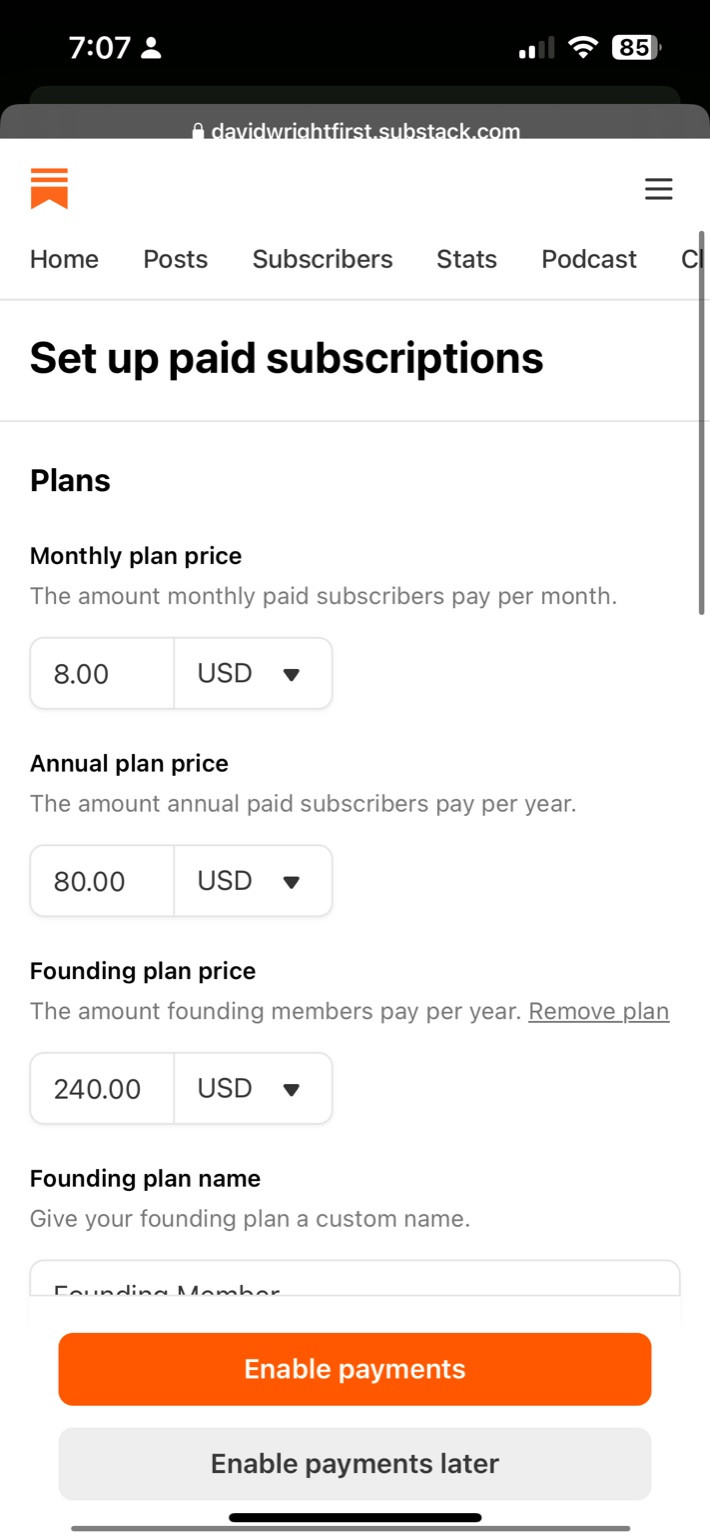 7:07
85
davidwrightfirst.substack.com
Home Posts Subscribers Stats Podcast
Set up paid subscriptions
Plans
Monthly plan price
The amount monthly paid subscribers pay per month.
8.00 USD
Annual plan price
The amount annual paid subscribers pay per year.
80.00 USD
Founding plan price
The amount founding members pay per year. Remove plan
240.00 USD
Founding plan name
Give your founding plan a custom name.
Founding Member
Enable payments
Enable payments later